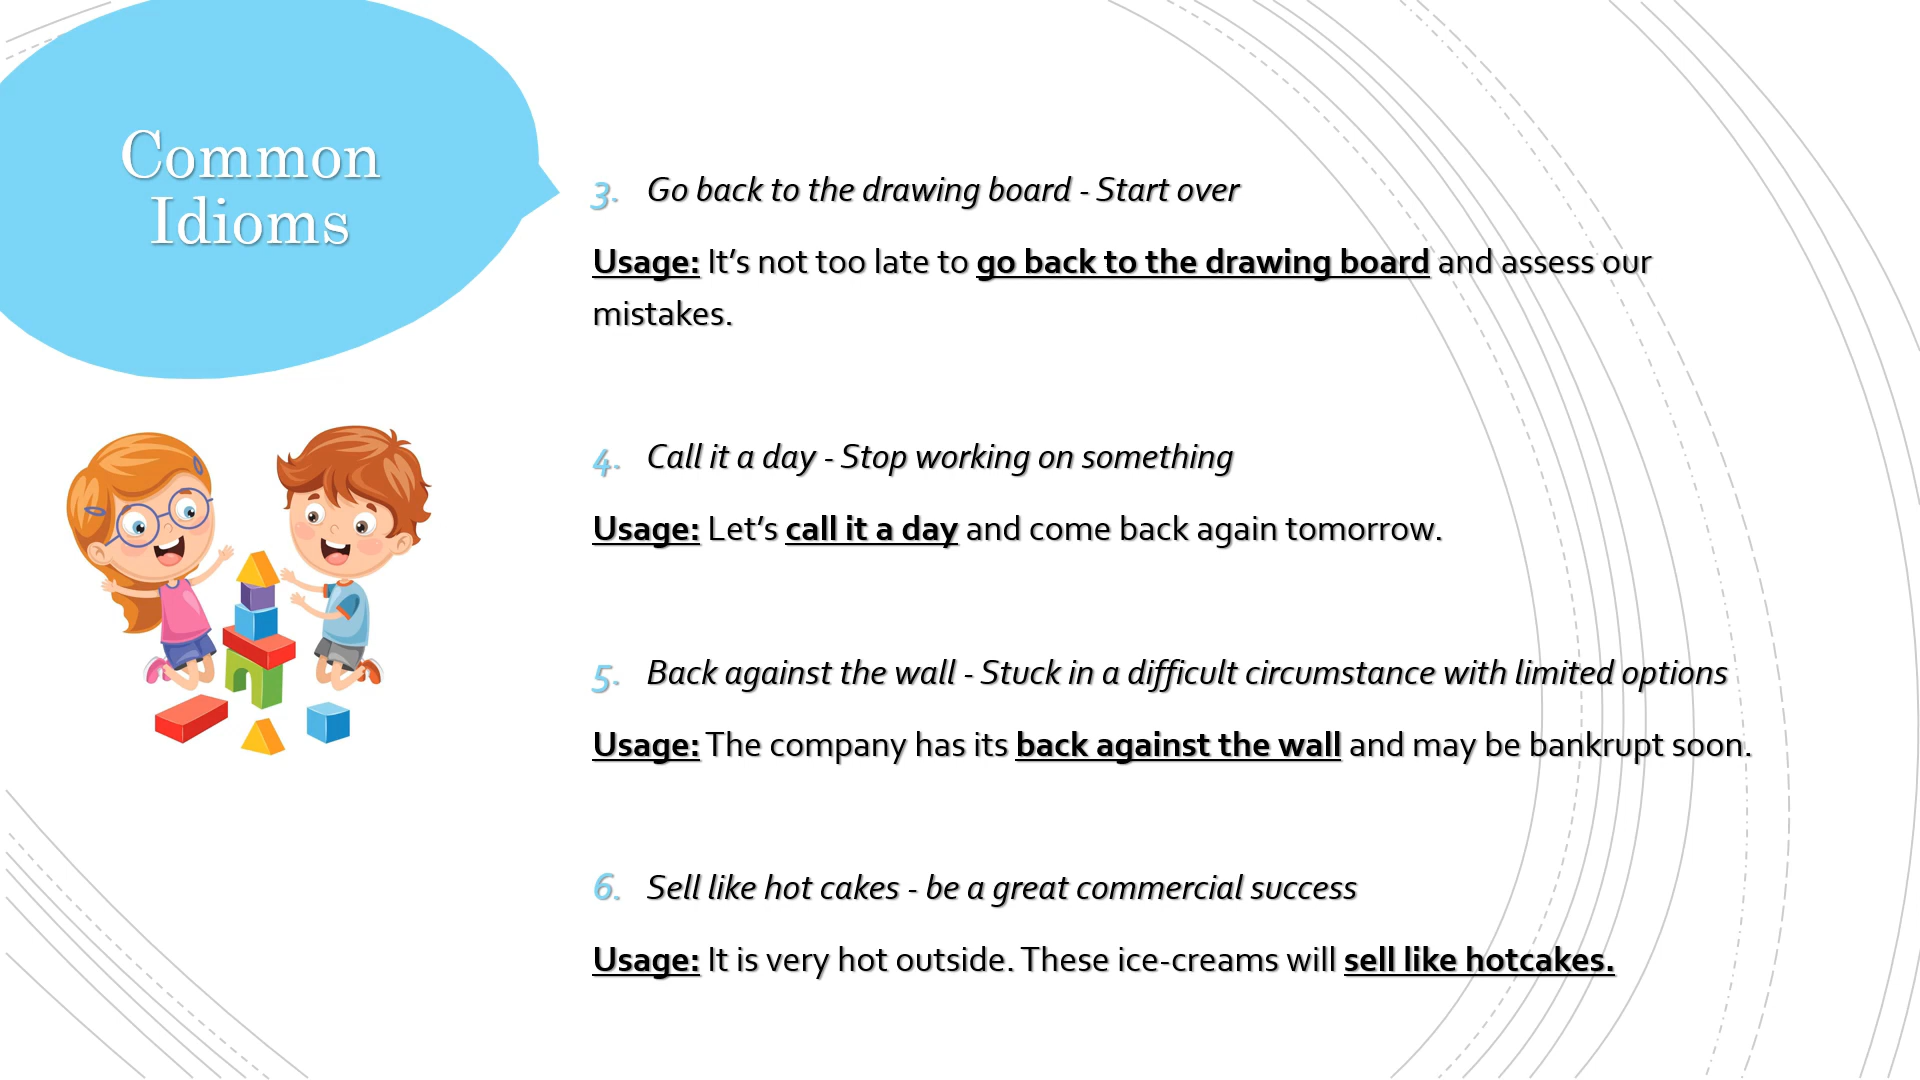 Common
Idioms
3. Go back to the drawing board - Start over
Usage: It’s not too late to go back to the drawing board and assess our
mistakes.
4. Call it a day - Stop working on something
Usage: Let’s call it a day and come back again tomorrow.
5. Back against the wall - Stuck in a difficult circumstance with limited options
Usage: The company has its back against the wall and may be bankrupt soon.
6. Sell like hot cakes - be a great commercial success
Usage: It is very hot outside. These ice-creams will sell like hotcakes.